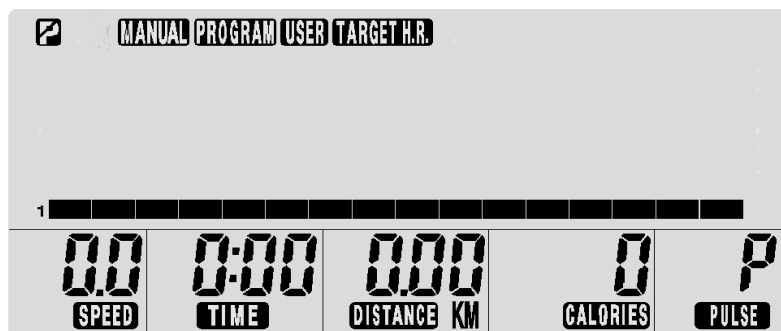 P MANUAL PROGRAM USER TARGET H.R.
1
0.0 0:00 0.00 0 P
SPEED TIME DISTANCE KM CALORIES PULSE